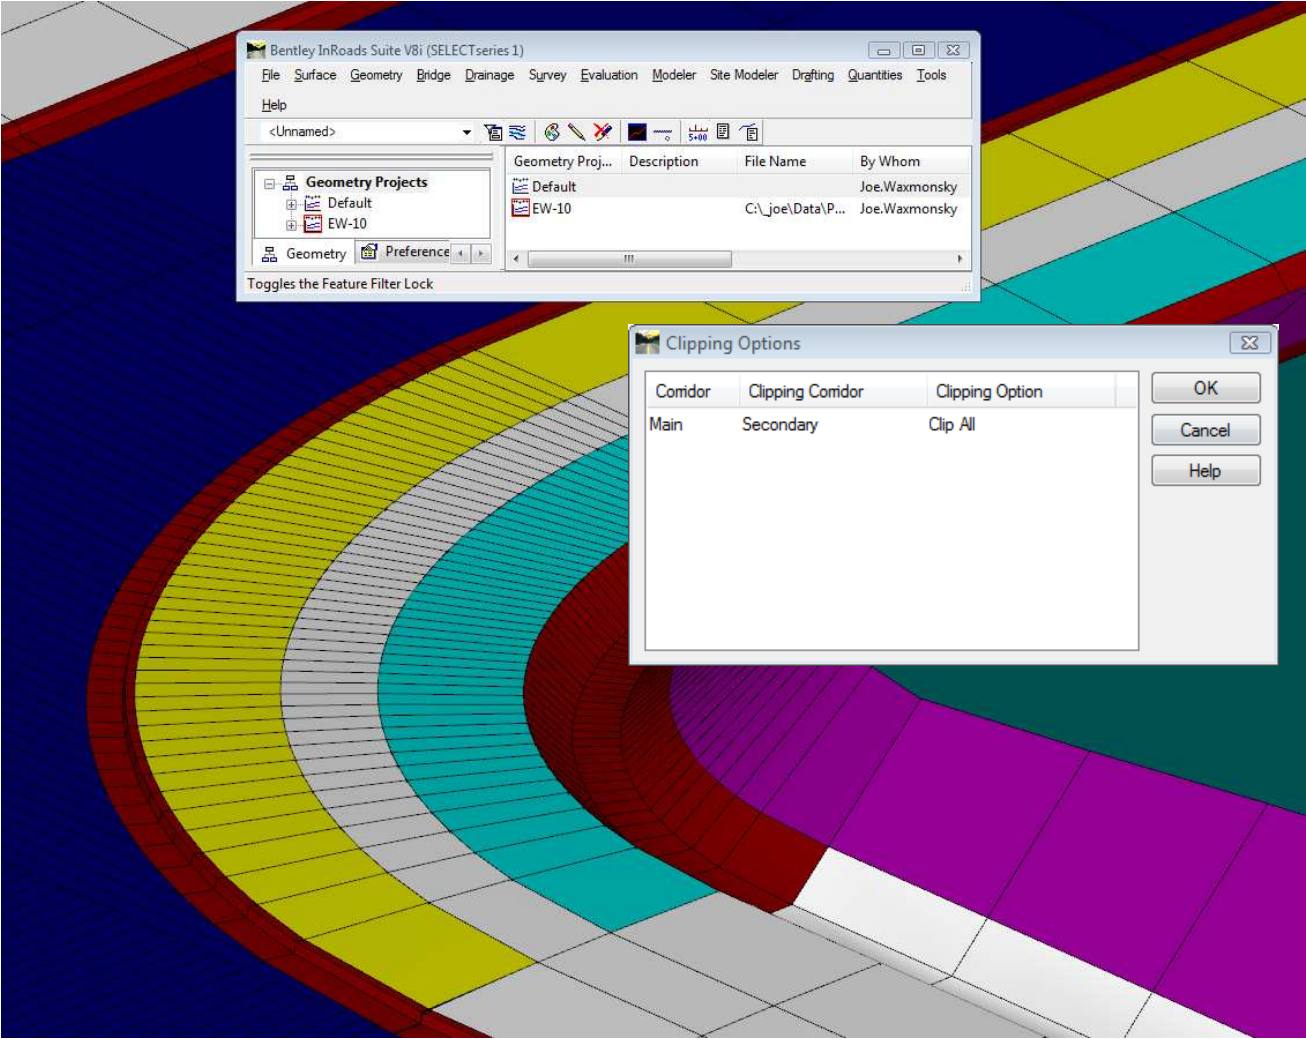 Bentley InRoads Suite V8i (SELECTseries 1)
File Surface Geometry Bridge Drainage Survey Evaluation Modeler Site Modeler Drafting Quantities Tools
Help
<Unnamed>
5+00
Geometry Proj... Description File Name By Whom
Default Joe.Waxmonsky
EW-10 C:\_joe\Data\P... Joe.Waxmonsky
Geometry Projects
Default
EW-10
Geometry Preference
Toggles the Feature Filter Lock
Clipping Options
Corridor Clipping Corridor Clipping Option
Main Secondary Clip All
OK
Cancel
Help